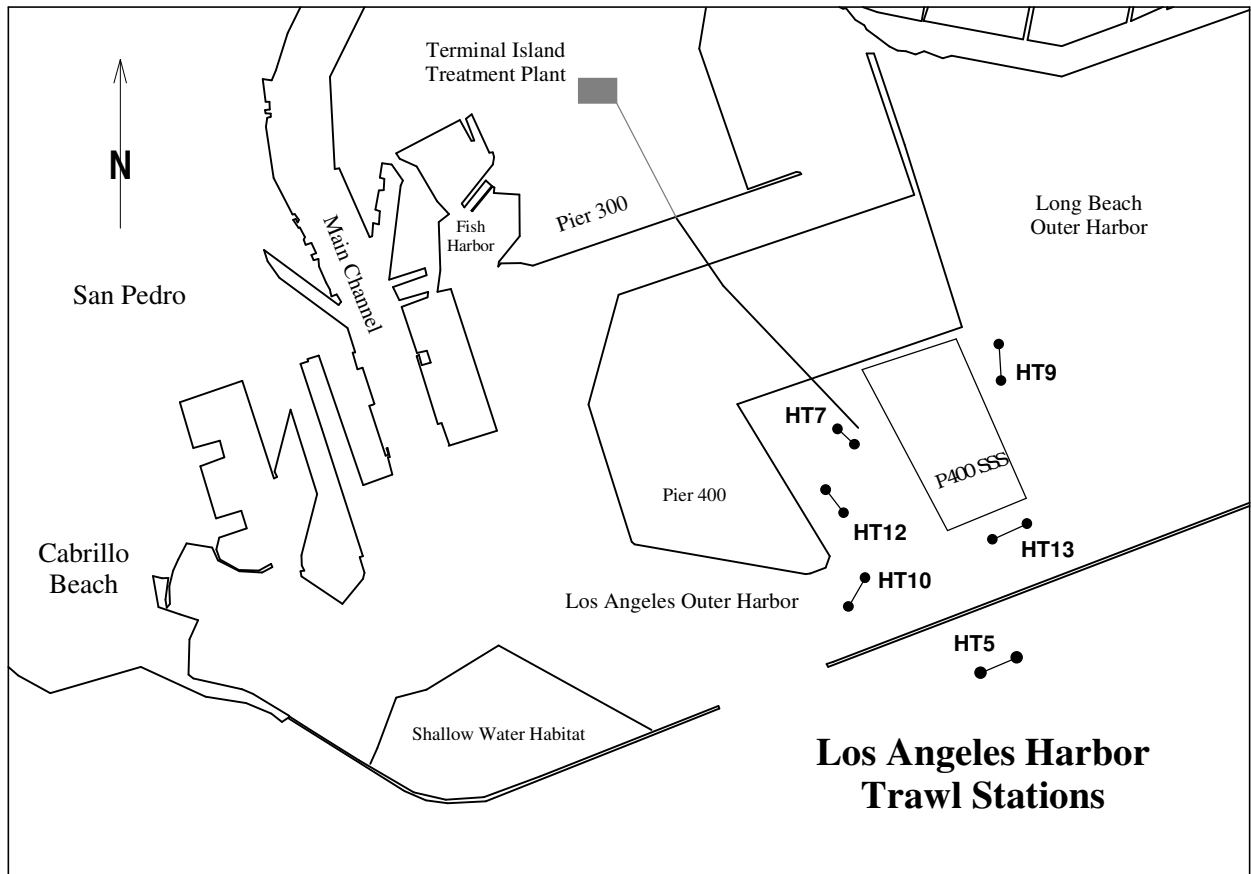 Terminal Island
Treatment Plant
N
Long Beach
Outer Harbor
Pier 300
Fish
Harbor
Main Channel
San Pedro
HT9
HT7
P400 SSS
Pier 400
HT12
HT13
Cabrillo
Beach
HT10
Los Angeles Outer Harbor
HT5
Shallow Water Habitat
Los Angeles Harbor
Trawl Stations